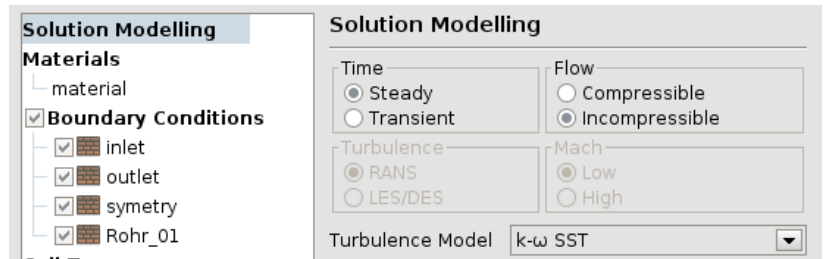 Solution Modelling
Materials
material
Boundary Conditions
inlet
outlet
symetry
Rohr_01
Solution Modelling
Time
Steady
Transient
Flow
Compressible
Incompressible
Turbulence
RANS
LES/DES
Mach
Low
High
Turbulence Model k-ω SST